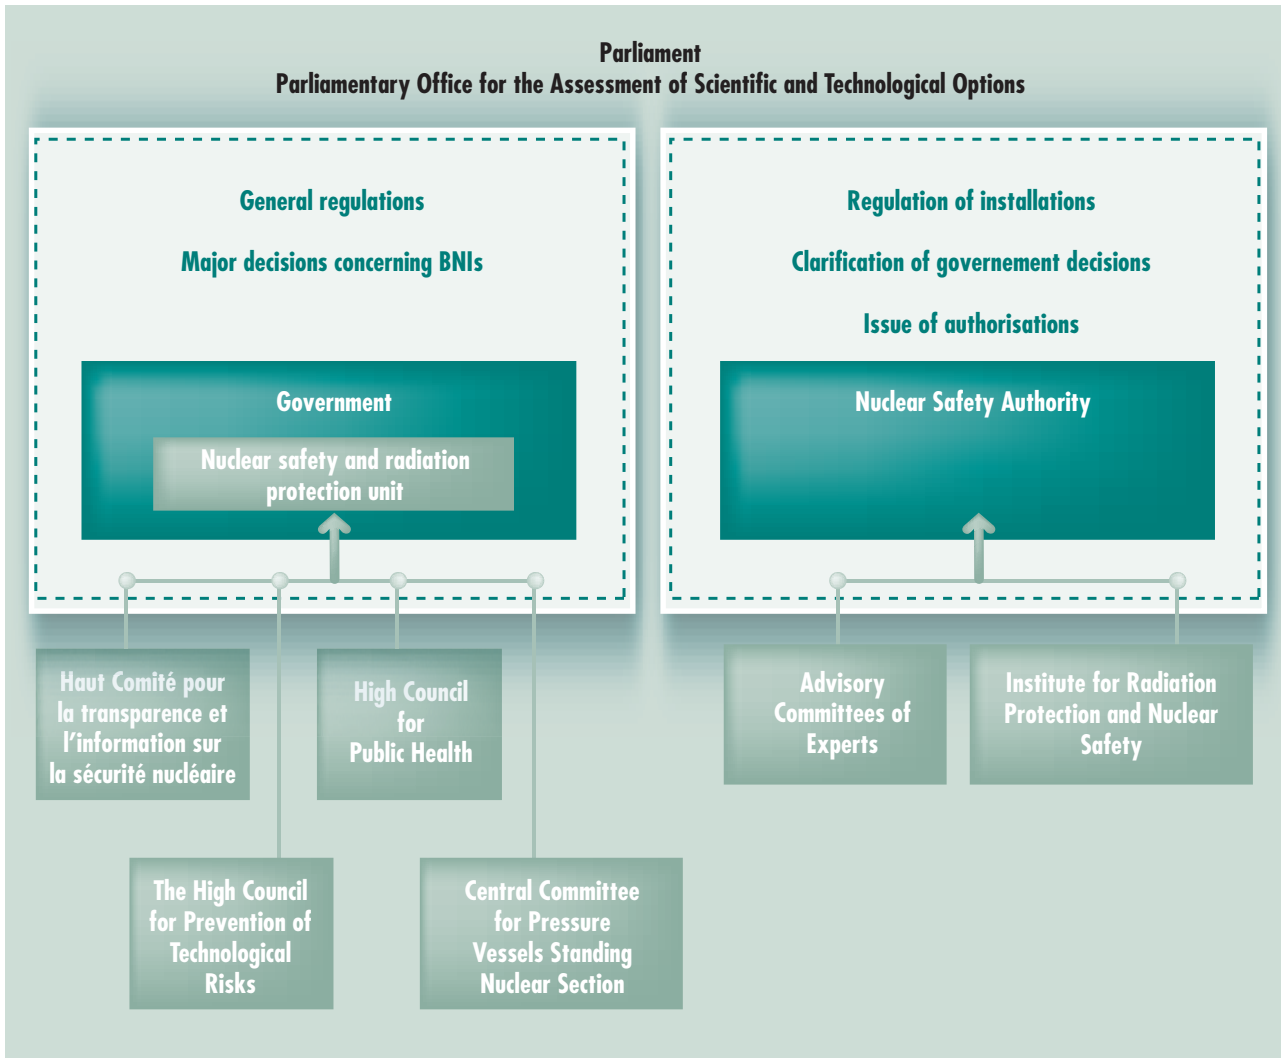 Parliament
Parliamentary Office for the Assessment of Scientific and Technological Options
General regulations
Major decisions concerning BNIs
Government
Nuclear safety and radiation
protection unit
Regulation of installations
Clarification of governement decisions
Issue of authorisations
Nuclear Safety Authority
Haut Comité pour
la transparence et
l'information sur
la sécurité nucléaire
High Council
for
Public Health
The High Council
for Prevention of
Technological
Risks
Central Committee
for Pressure
Vessels Standing
Nuclear Section
Advisory
Committees of
Experts
Institute for Radiation
Protection and Nuclear
Safety